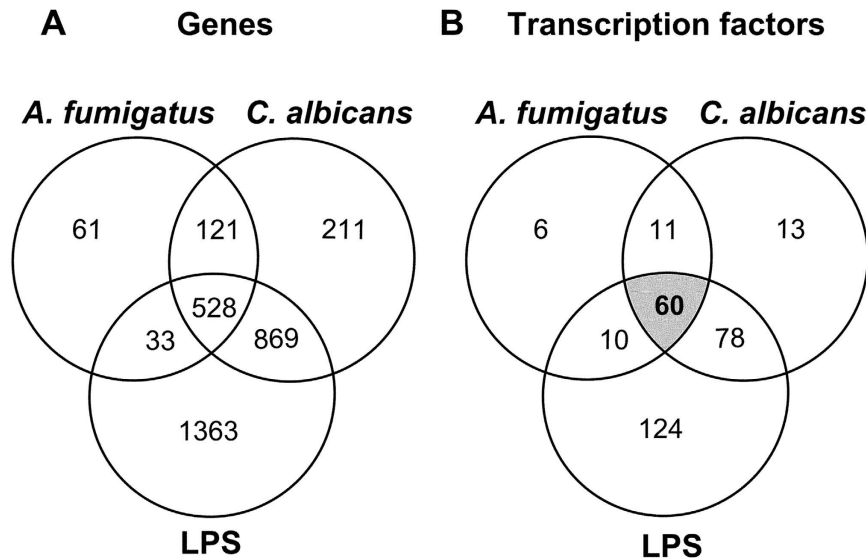 A Genes
B Transcription factors
A. fumigatus C. albicans
A. fumigatus C. albicans
61 121 211
6 11 13
528
60
33 869
10 78
1363
124
LPS
LPS